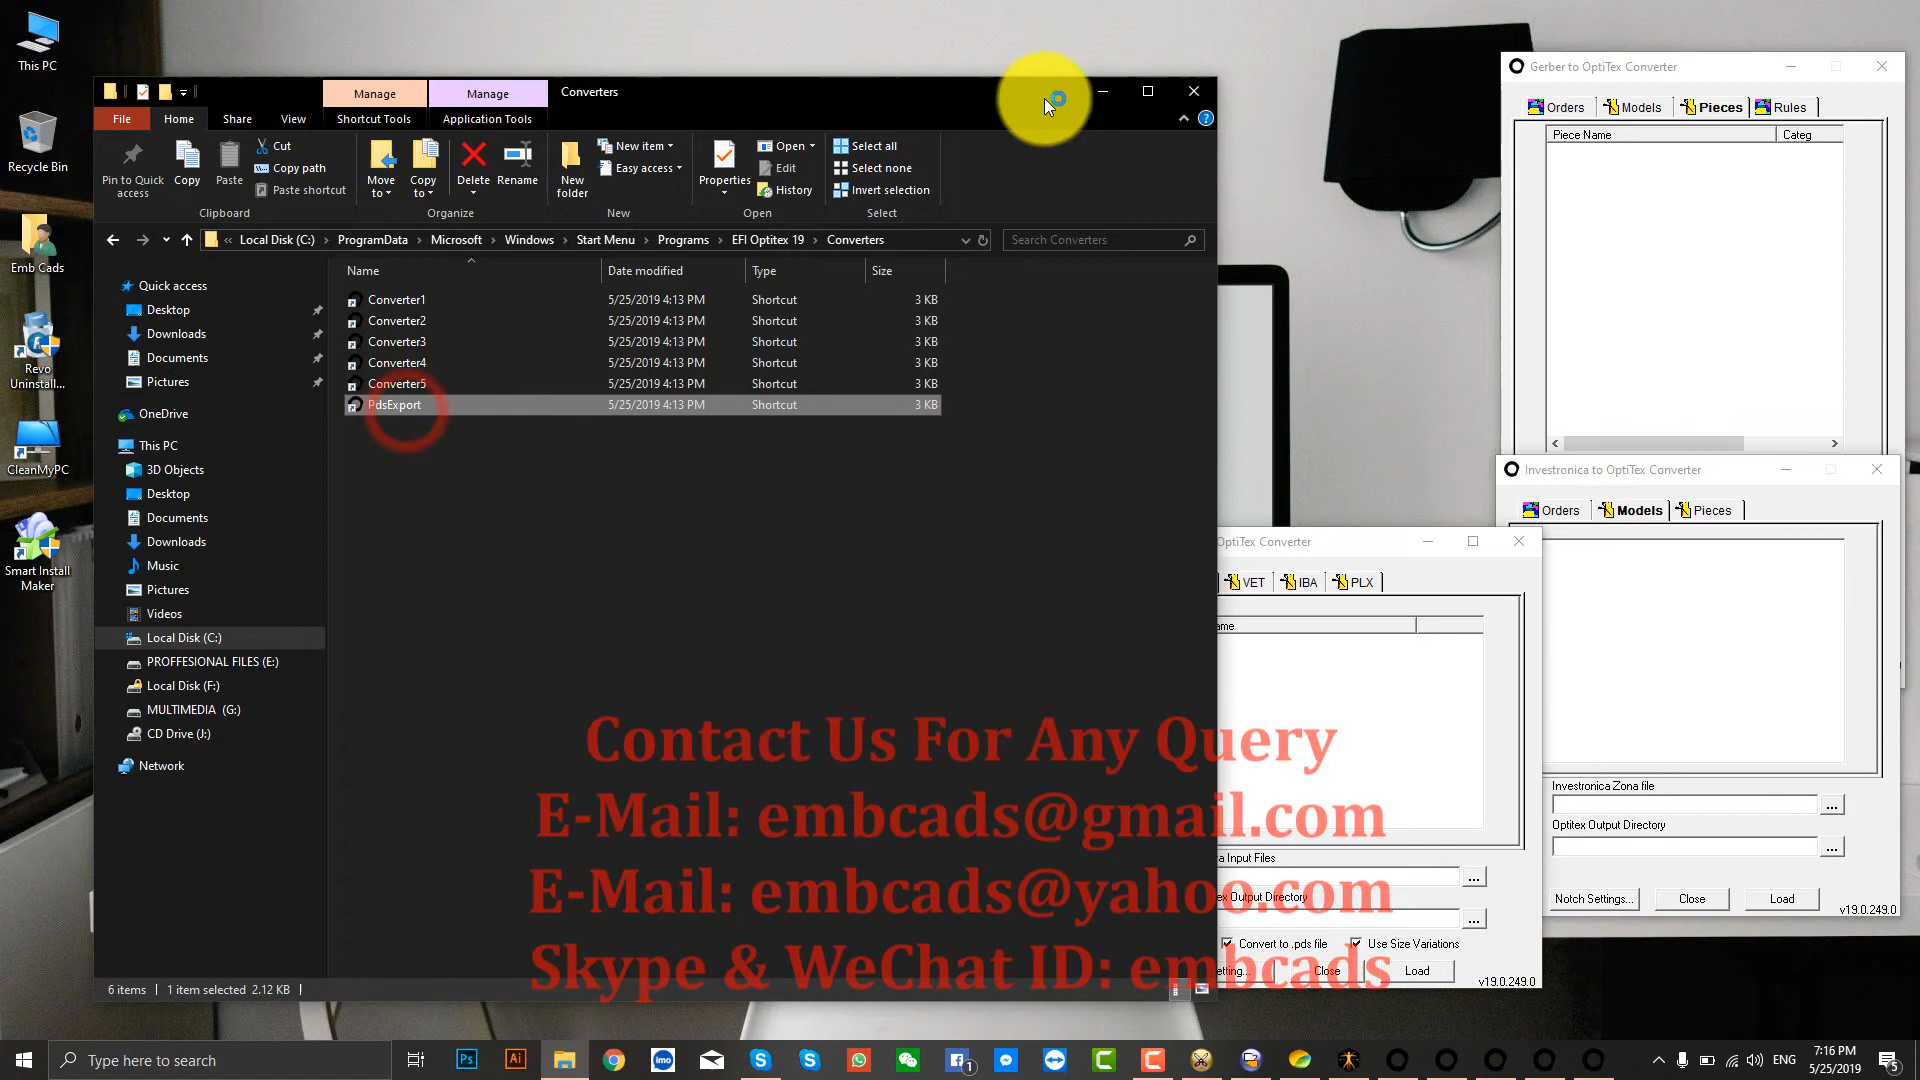 This PC
Recycle Bin
Emb Cads
Revo
Uninstall...
CleanMyPC
Smart Install
Maker
Manage
Manage
Converters
File
Home
Share
View
Shortcut Tools
Application Tools
Pin to Quick
access
Copy
Paste
Cut
Copy path
Paste shortcut
Clipboard
Move
to
Copy
to
Delete
Rename
Organize
New
folder
New item
Easy access
New
Properties
Open
Edit
History
Open
Select all
Select none
Invert selection
Select
« Local Disk (C:) › ProgramData › Microsoft › Windows › Start Menu › Programs › EFI Optitex 19 › Converters
Search Converters
Name Date modified Type Size
Converter1 5/25/2019 4:13 PM Shortcut 3 KB
Converter2 5/25/2019 4:13 PM Shortcut 3 KB
Converter3 5/25/2019 4:13 PM Shortcut 3 KB
Converter4 5/25/2019 4:13 PM Shortcut 3 KB
Converter5 5/25/2019 4:13 PM Shortcut 3 KB
PdsExport 5/25/2019 4:13 PM Shortcut 3 KB
Quick access
Desktop
Downloads
Documents
Pictures
OneDrive
This PC
3D Objects
Desktop
Documents
Downloads
Music
Pictures
Videos
Local Disk (C:)
PROFFESIONAL FILES (E:)
Local Disk (F:)
MULTIMEDIA (G:)
CD Drive (J:)
Network
6 items
1 item selected 2.12 KB
Gerber to OptiTex Converter
Orders Models Pieces Rules
Piece Name Categ
Investronica to OptiTex Converter
Orders Models Pieces
Investronica Zona file
...
Optitex Output Directory
...
Notch Settings...
Close
Load
v19.0.249.0
OptiTex Converter
VET IBA PLX
ame
a Input Files
...
ex Output Directory
...
Convert to .pds file
Use Size Variations
etting...
Close
Load
v19.0.249.0
Contact Us For Any Query
E-Mail: embcads@gmail.com
E-Mail: embcads@yahoo.com
Skype & WeChat ID: embcads
Type here to search
Ps
Ai
imo
1
ENG
7:16 PM
5/25/2019
5